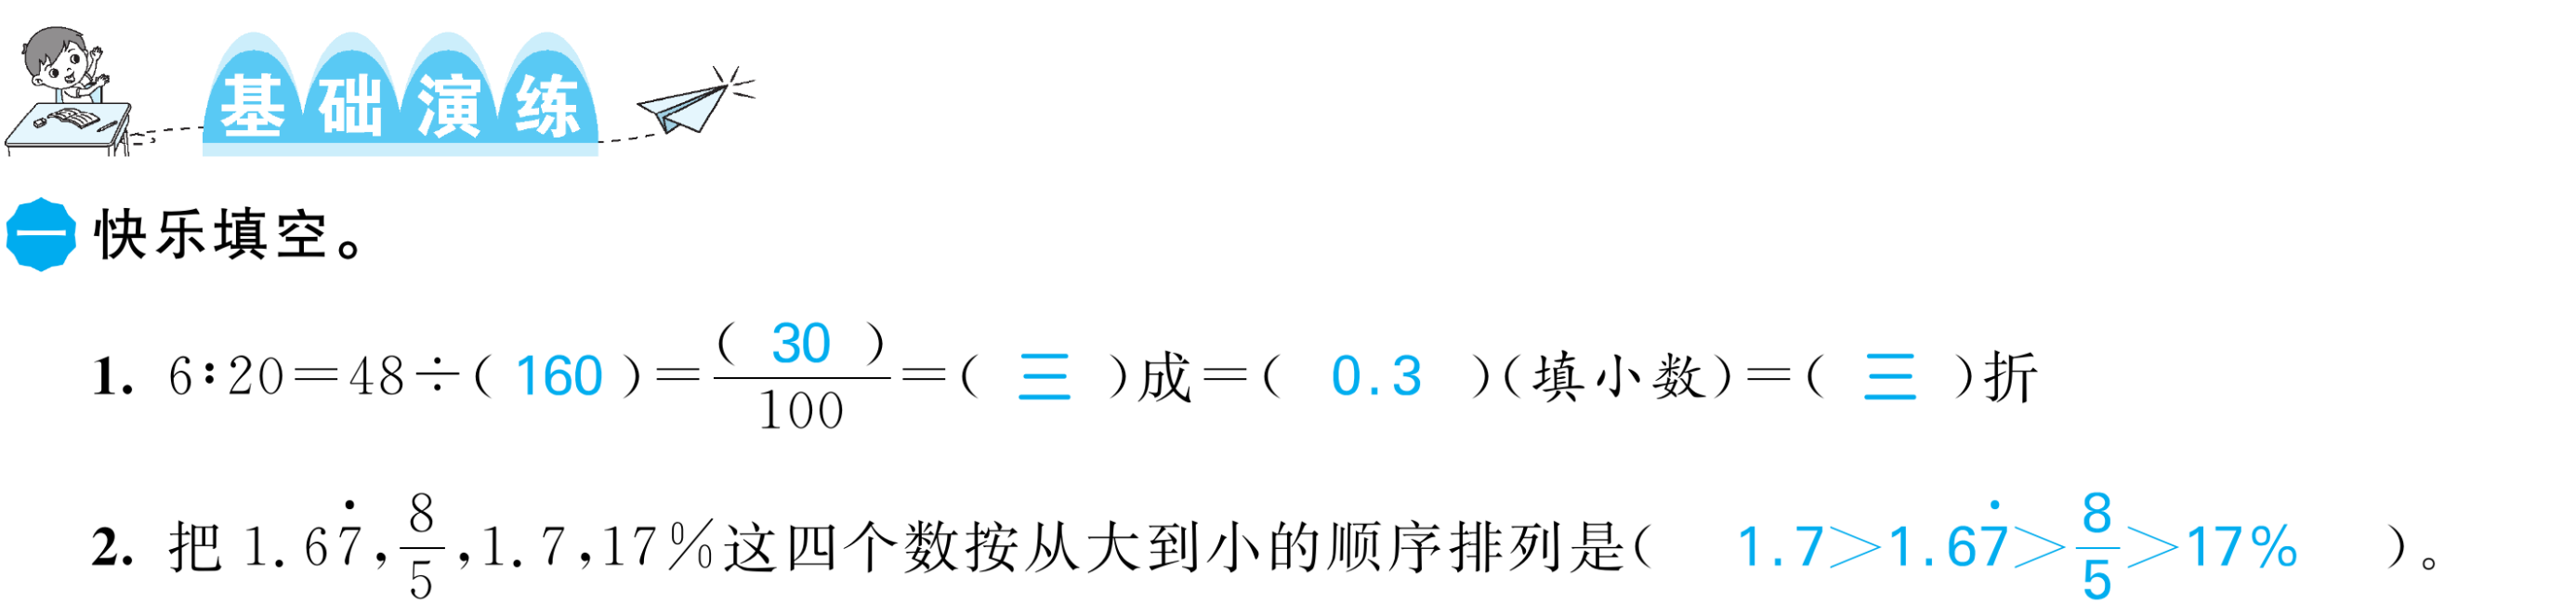 基础演练
一 快乐填空。
1. 6∶20=48÷( 160 )=( 30 )/100=( 三 )成=( 0.3 )(填小数)=( 三 )折
2. 把 1.67̇,8/5,1.7,17%这四个数按从大到小的顺序排列是( 1.7>1.67̇>8/5>17% )。